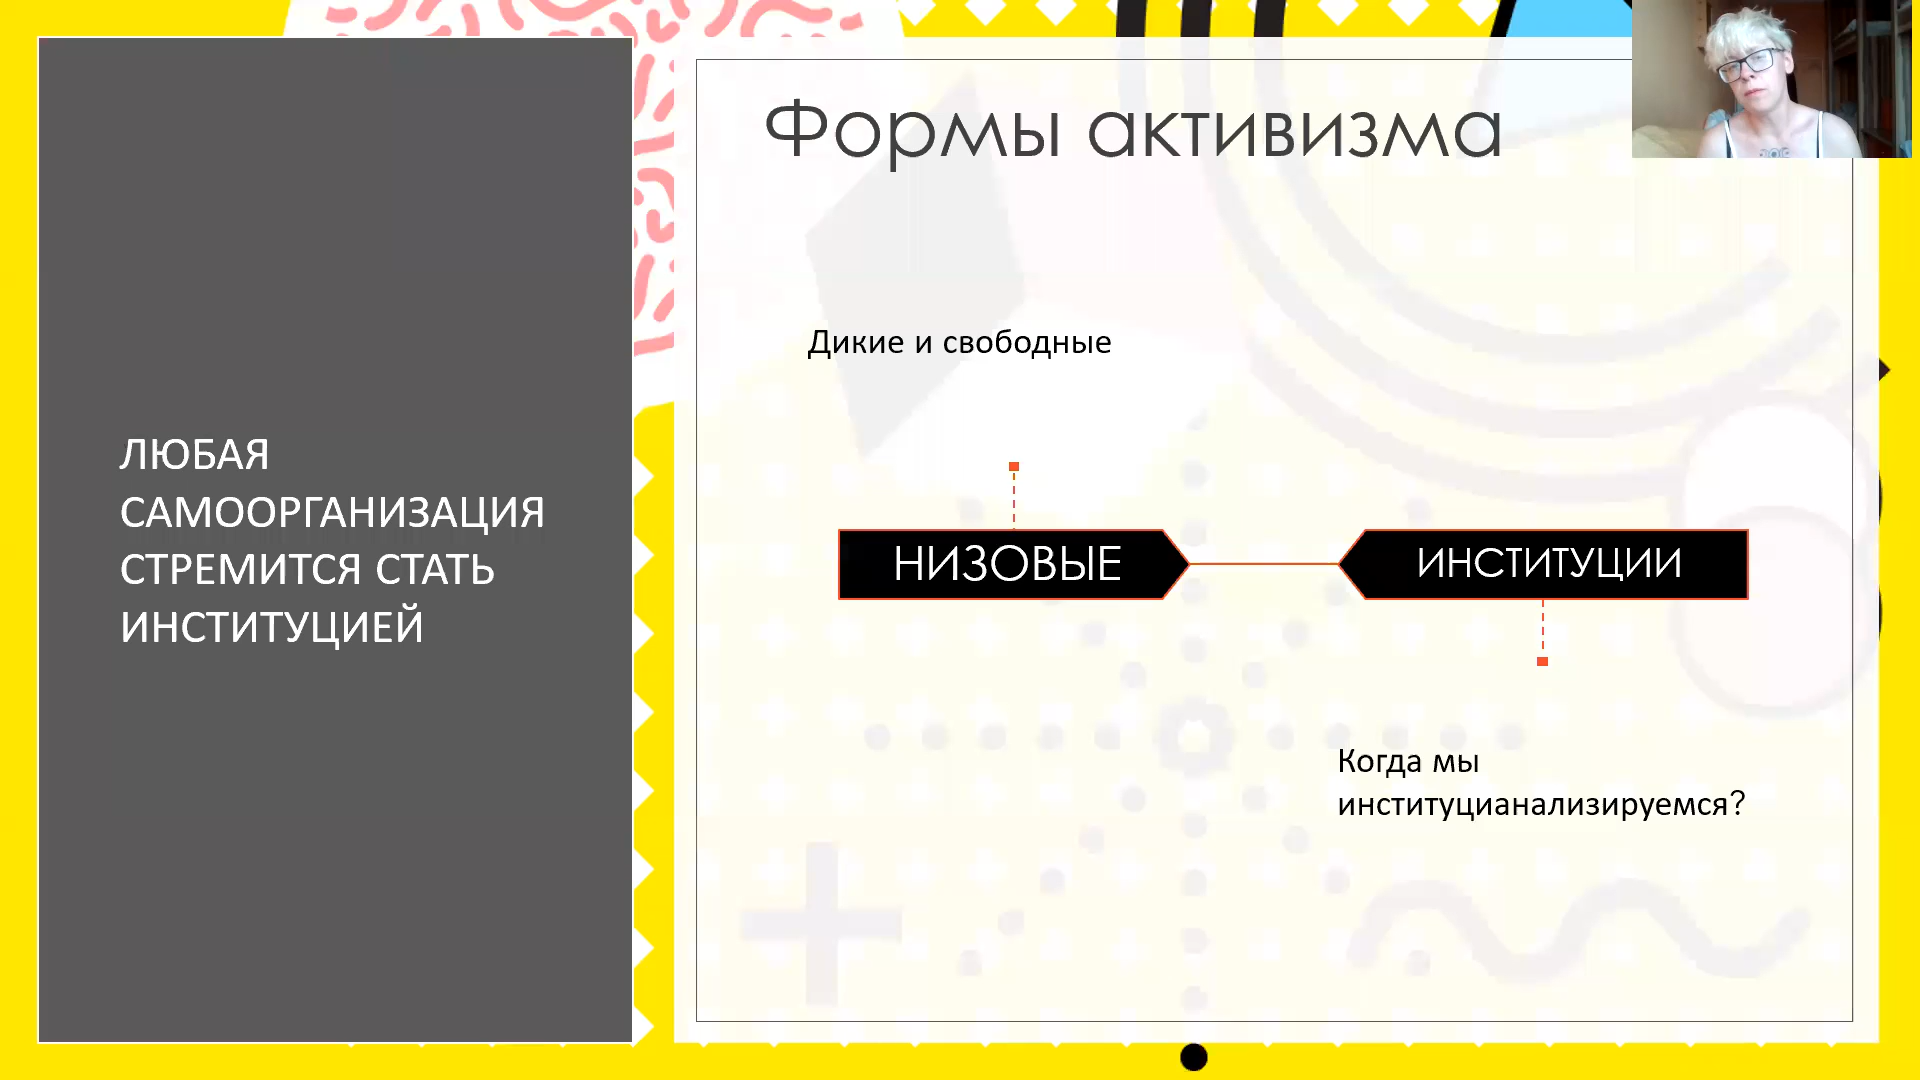 Формы активизма
ЛЮБАЯ
САМООРГАНИЗАЦИЯ
СТРЕМИТСЯ СТАТЬ
ИНСТИТУЦИЕЙ
Дикие и свободные
НИЗОВЫЕ
ИНСТИТУЦИИ
Когда мы
институцианализируемся?